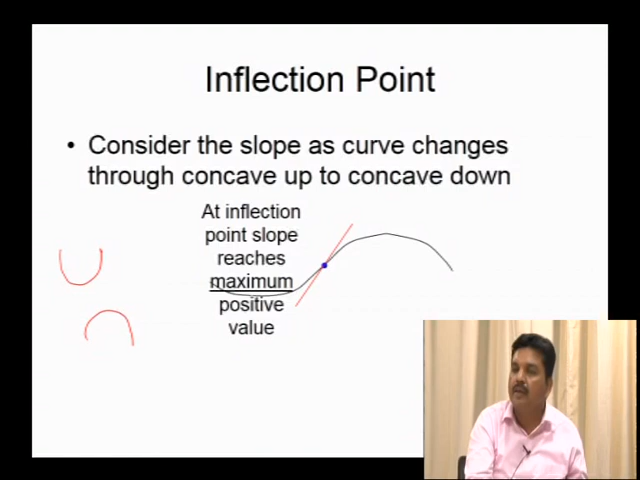 Inflection Point
• Consider the slope as curve changes
through concave up to concave down
At inflection
point slope
reaches
maximum
positive
value